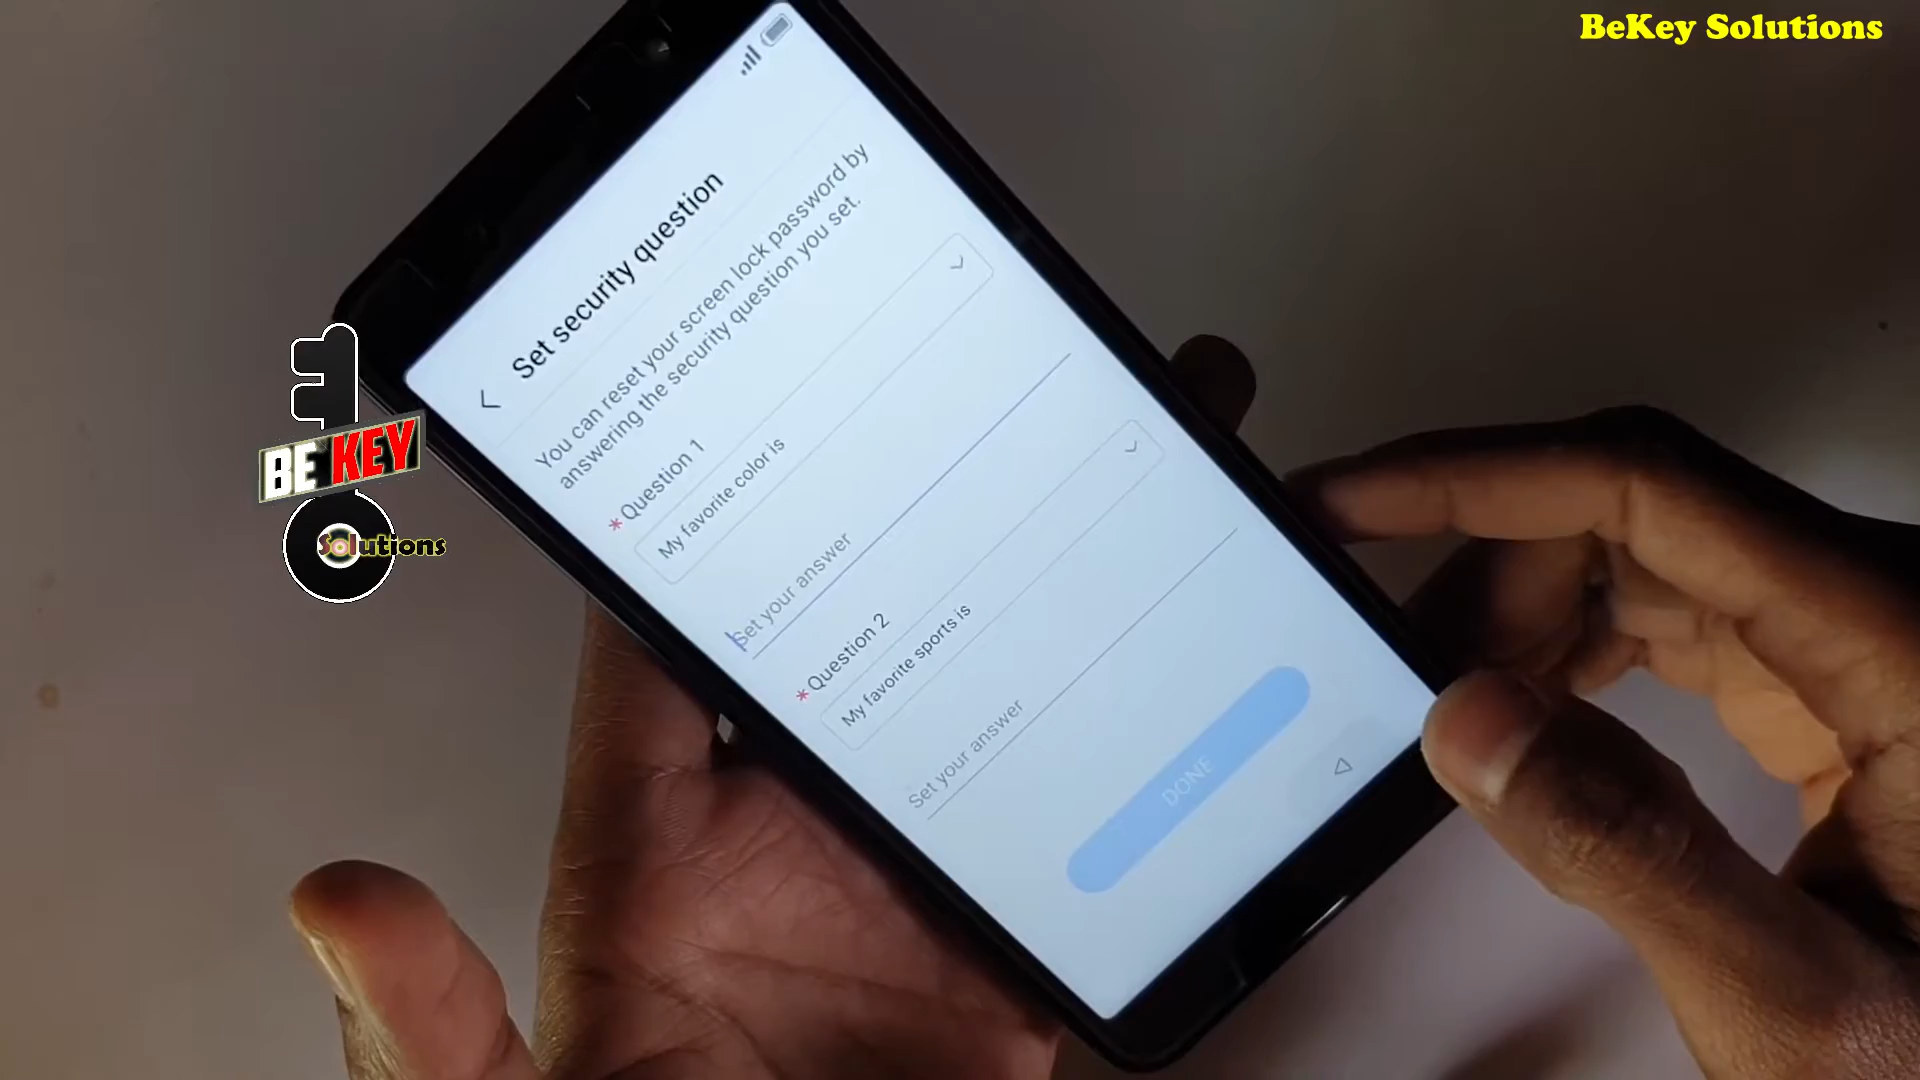 BeKey Solutions
Set security question
You can reset your screen lock password by
answering the security question you set.
* Question 1
My favorite color is
Set your answer
* Question 2
My favorite sports is
Set your answer
DONE
BE KEY
Solutions